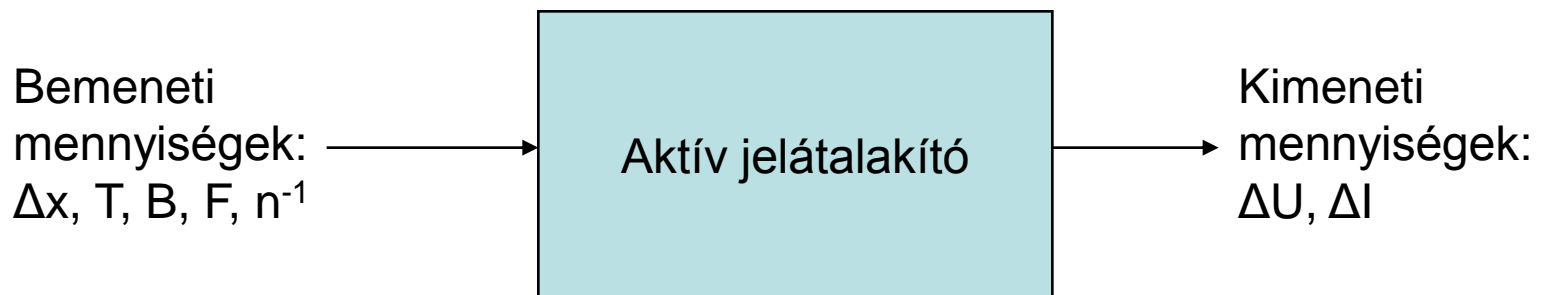 Bemeneti
mennyiségek:
Δx, T, B, F, n⁻¹
Aktív jelátalakító
Kimeneti
mennyiségek:
ΔU, ΔI